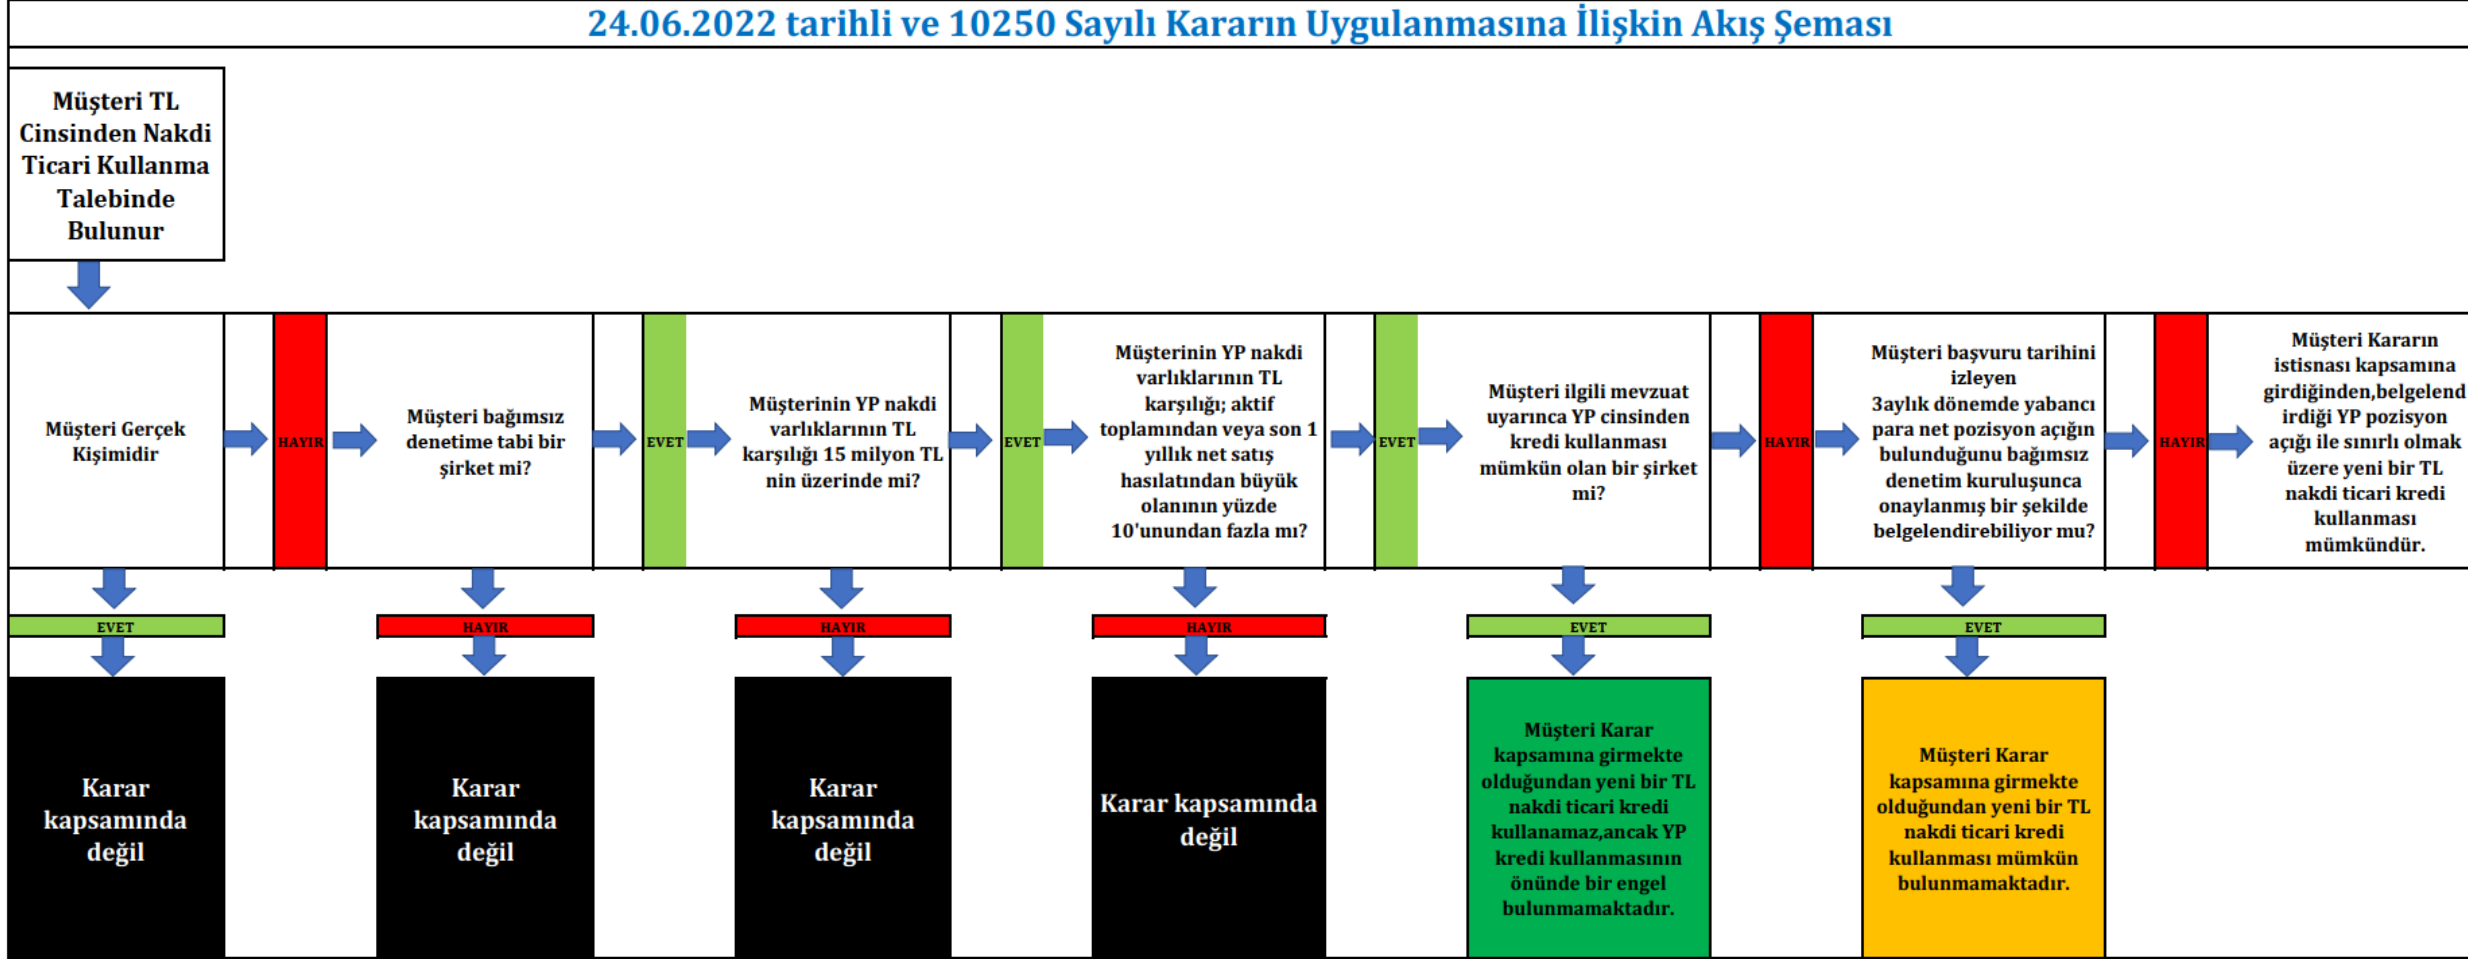 24.06.2022 tarihli ve 10250 Sayılı Kararın Uygulanmasına İlişkin Akış Şeması
Müşteri TL
Cinsinden Nakdi
Ticari Kullanma
Talebinde
Bulunur
Müşteri Gerçek
Kişimidir
HAYIR
Müşteri bağımsız
denetime tabi bir
şirket mi?
EVET
Müşterinin YP nakdi
varlıklarının TL
karşılığı 15 milyon TL
nin üzerinde mi?
EVET
Müşterinin YP nakdi
varlıklarının TL
karşılığı; aktif
toplamından veya son 1
yıllık net satış
hasılatından büyük
olanının yüzde
10'unundan fazla mı?
EVET
Müşteri ilgili mevzuat
uyarınca YP cinsinden
kredi kullanması
mümkün olan bir şirket
mi?
HAYIR
Müşteri başvuru tarihini
izleyen
3aylık dönemde yabancı
para net pozisyon açığın
bulunduğunu bağımsız
denetim kuruluşunca
onaylanmış bir şekilde
belgelendirebiliyor mu?
HAYIR
Müşteri Kararın
istisnası kapsamına
girdiğinden,belgelend
irdiği YP pozisyon
açığı ile sınırlı olmak
üzere yeni bir TL
nakdi ticari kredi
kullanması
mümkündür.
EVET
HAYIR
HAYIR
HAYIR
EVET
EVET
Karar
kapsamında
değil
Karar
kapsamında
değil
Karar
kapsamında
değil
Karar kapsamında
değil
Müşteri Karar
kapsamına girmekte
olduğundan yeni bir TL
nakdi ticari kredi
kullanamaz,ancak YP
kredi kullanmasının
önünde bir engel
bulunmamaktadır.
Müşteri Karar
kapsamına girmekte
olduğundan yeni bir TL
nakdi ticari kredi
kullanması mümkün
bulunmamaktadır.